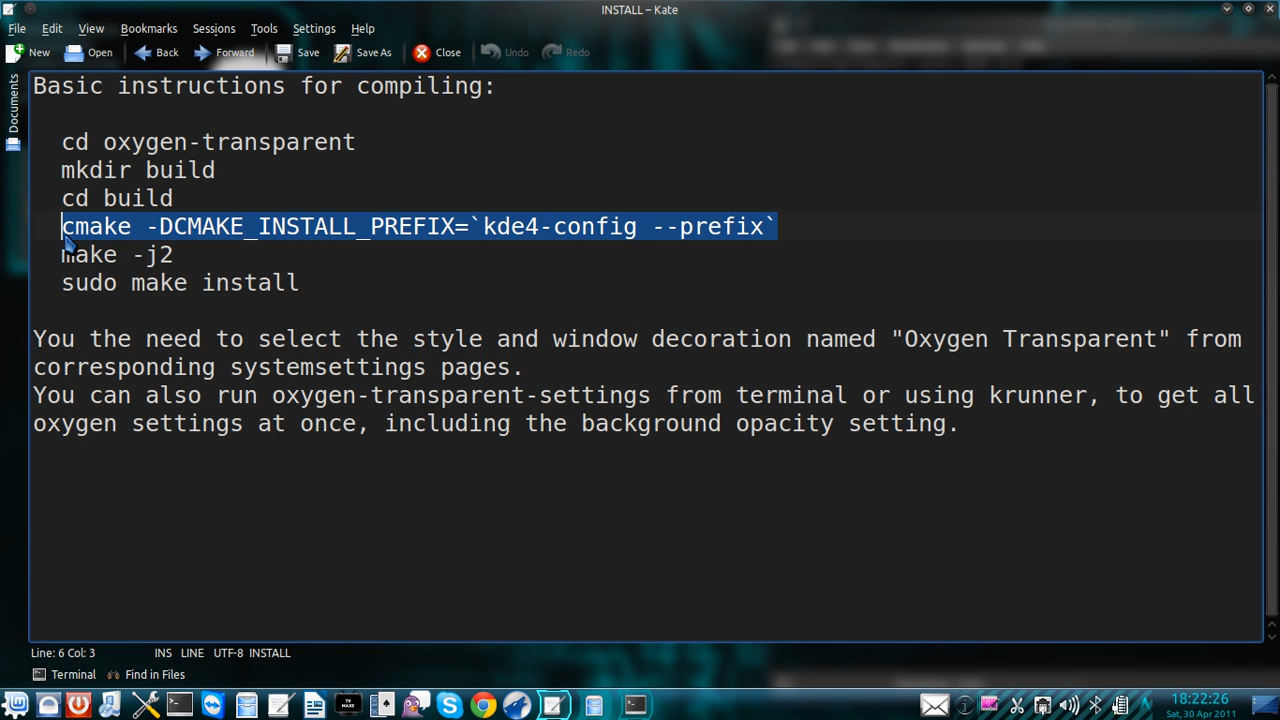 INSTALL – Kate
File Edit View Bookmarks Sessions Tools Settings Help
New Open Back Forward Save Save As Close Undo Redo
Documents
Basic instructions for compiling:
cd oxygen-transparent
mkdir build
cd build
cmake -DCMAKE_INSTALL_PREFIX=`kde4-config --prefix`
make -j2
sudo make install
You the need to select the style and window decoration named "Oxygen Transparent" from
corresponding systemsettings pages.
You can also run oxygen-transparent-settings from terminal or using krunner, to get all
oxygen settings at once, including the background opacity setting.
Line: 6 Col: 3 INS LINE UTF-8 INSTALL
Terminal Find in Files
18:22:26
Sat, 30 Apr 2011